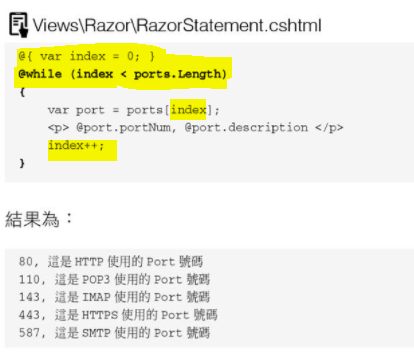 Views\Razor\RazorStatement.cshtml
@{ var index = 0; }
@while (index < ports.Length)
{
var port = ports[index];
<p> @port.portNum, @port.description </p>
index++;
}
結果為：
80, 這是 HTTP 使用的 Port 號碼
110, 這是 POP3 使用的 Port 號碼
143, 這是 IMAP 使用的 Port 號碼
443, 這是 HTTPS 使用的 Port 號碼
587, 這是 SMTP 使用的 Port 號碼